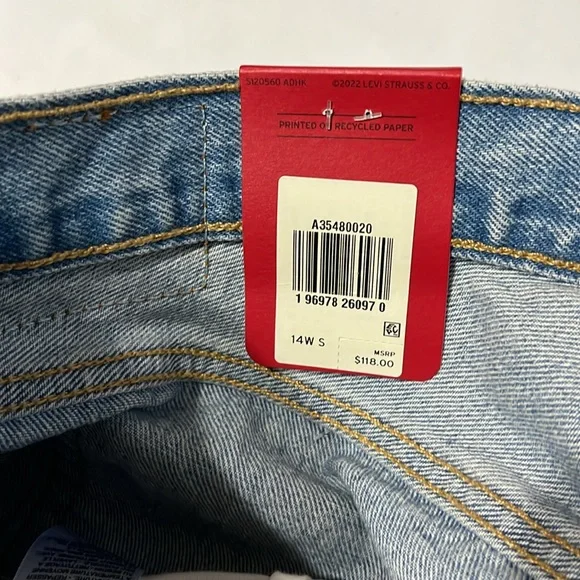 5120560 ADHK ©2022 LEVI STRAUSS & CO.
PRINTED ON RECYCLED PAPER
A35480020
1 96978 26097 0
14W S
MSRP
$118.00